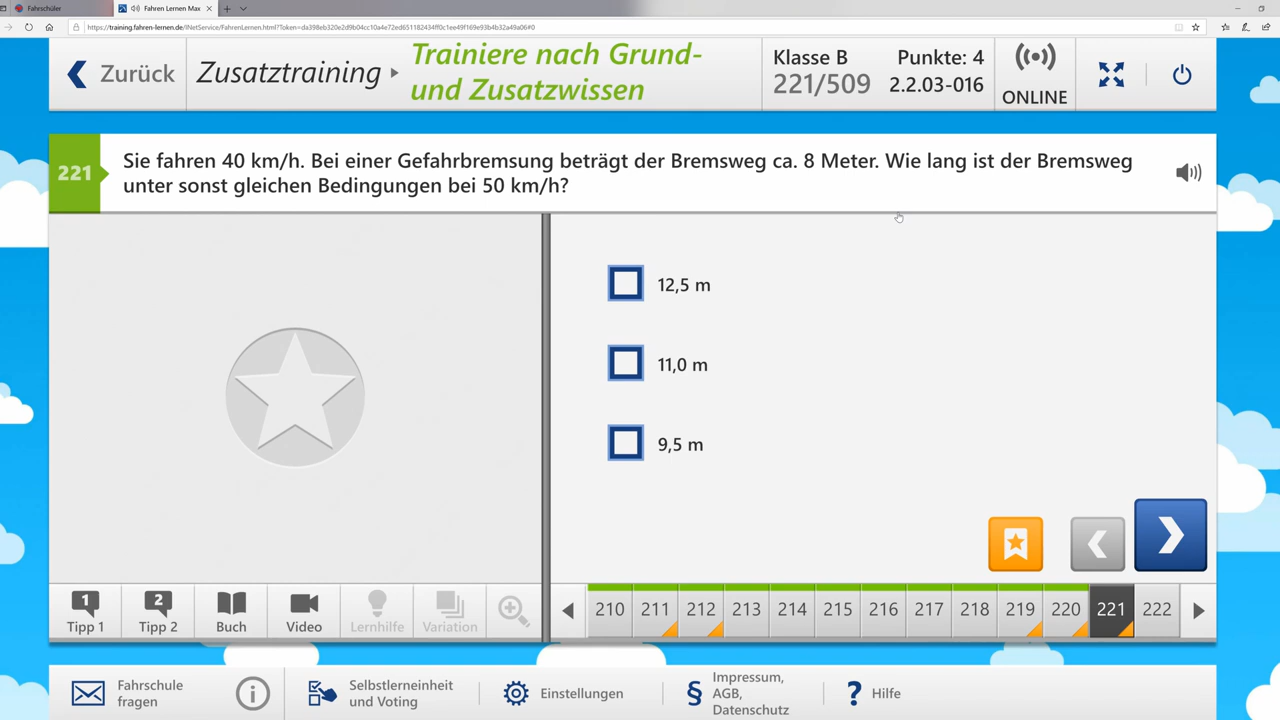 Fahrschüler
Fahren Lernen Max
https://training.fahren-lernen.de/INetService/FahrenLernen.html?Token=da398eb320e2d9b04cc10a4e72ed651182434ff0c1ee49f169e93b4b32a49a06#0
Zurück
Zusatztraining
Trainiere nach Grund-
und Zusatzwissen
Klasse B
221/509
Punkte: 4
2.2.03-016
ONLINE
221
Sie fahren 40 km/h. Bei einer Gefahrbremsung beträgt der Bremsweg ca. 8 Meter. Wie lang ist der Bremsweg
unter sonst gleichen Bedingungen bei 50 km/h?
12,5 m
11,0 m
9,5 m
1
Tipp 1
2
Tipp 2
Buch
Video
Lernhilfe
Variation
210 211 212 213 214 215 216 217 218 219 220 221 222
Fahrschule
fragen
Selbstlerneinheit
und Voting
Einstellungen
§
Impressum,
AGB,
Datenschutz
?
Hilfe